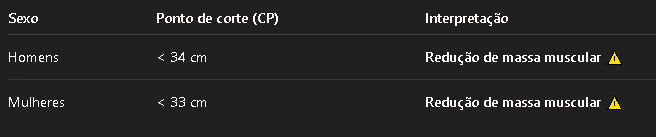 Sexo Ponto de corte (CP) Interpretação
Homens < 34 cm Redução de massa muscular ⚠️
Mulheres < 33 cm Redução de massa muscular ⚠️